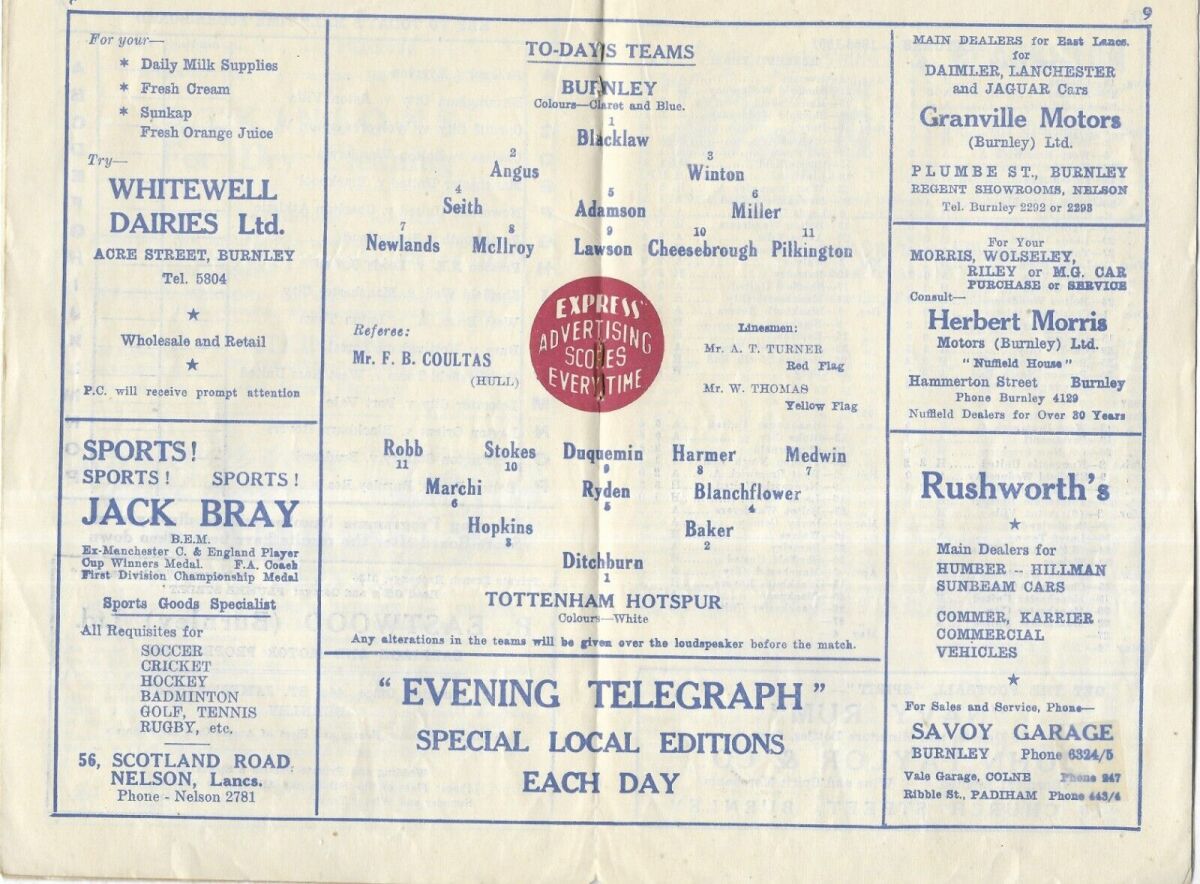 9
For your—
* Daily Milk Supplies
* Fresh Cream
* Sunkap
Fresh Orange Juice
Try—
WHITEWELL
DAIRIES Ltd.
ACRE STREET, BURNLEY
Tel. 5304
★
Wholesale and Retail
★
P.C. will receive prompt attention
SPORTS!
SPORTS! SPORTS!
JACK BRAY
B.E.M.
Ex-Manchester C. & England Player
Cup Winners Medal. F.A. Coach
First Division Championship Medal
Sports Goods Specialist
All Requisites for
SOCCER
CRICKET
HOCKEY
BADMINTON
GOLF, TENNIS
RUGBY, etc.
56, SCOTLAND ROAD
NELSON, Lancs.
Phone - Nelson 2781
TO-DAY'S TEAMS
BURNLEY
Colours—Claret and Blue.
1
Blacklaw
2 3
Angus Winton
4 5 6
Seith Adamson Miller
7 8 9 10 11
Newlands McIlroy Lawson Cheesebrough Pilkington
Referee:
Mr. F. B. COULTAS
(HULL)
EXPRESS
ADVERTISING
SCORES
EVERY TIME
Linesmen:
Mr. A. T. TURNER
Red Flag
Mr. W. THOMAS
Yellow Flag
Robb Stokes Duquemin Harmer Medwin
11 10 9 8 7
Marchi Ryden Blanchflower
6 5 4
Hopkins Baker
3 2
Ditchburn
1
TOTTENHAM HOTSPUR
Colours—White
Any alterations in the teams will be given over the loudspeaker before the match.
"EVENING TELEGRAPH"
SPECIAL LOCAL EDITIONS
EACH DAY
MAIN DEALERS for East Lancs.
for
DAIMLER, LANCHESTER
and JAGUAR Cars
Granville Motors
(Burnley) Ltd.
PLUMBE ST., BURNLEY
REGENT SHOWROOMS, NELSON
Tel. Burnley 2292 or 2293
For Your
MORRIS, WOLSELEY,
RILEY or M.G. CAR
PURCHASE or SERVICE
Consult—
Herbert Morris
Motors (Burnley) Ltd.
"Nuffield House"
Hammerton Street Burnley
Phone Burnley 4129
Nuffield Dealers for Over 30 Years
Rushworth's
★
Main Dealers for
HUMBER - HILLMAN
SUNBEAM CARS
COMMER, KARRIER
COMMERCIAL
VEHICLES
★
For Sales and Service, Phone—
SAVOY GARAGE
BURNLEY Phone 6324/5
Vale Garage, COLNE Phone 247
Ribble St., PADIHAM Phone 443/4